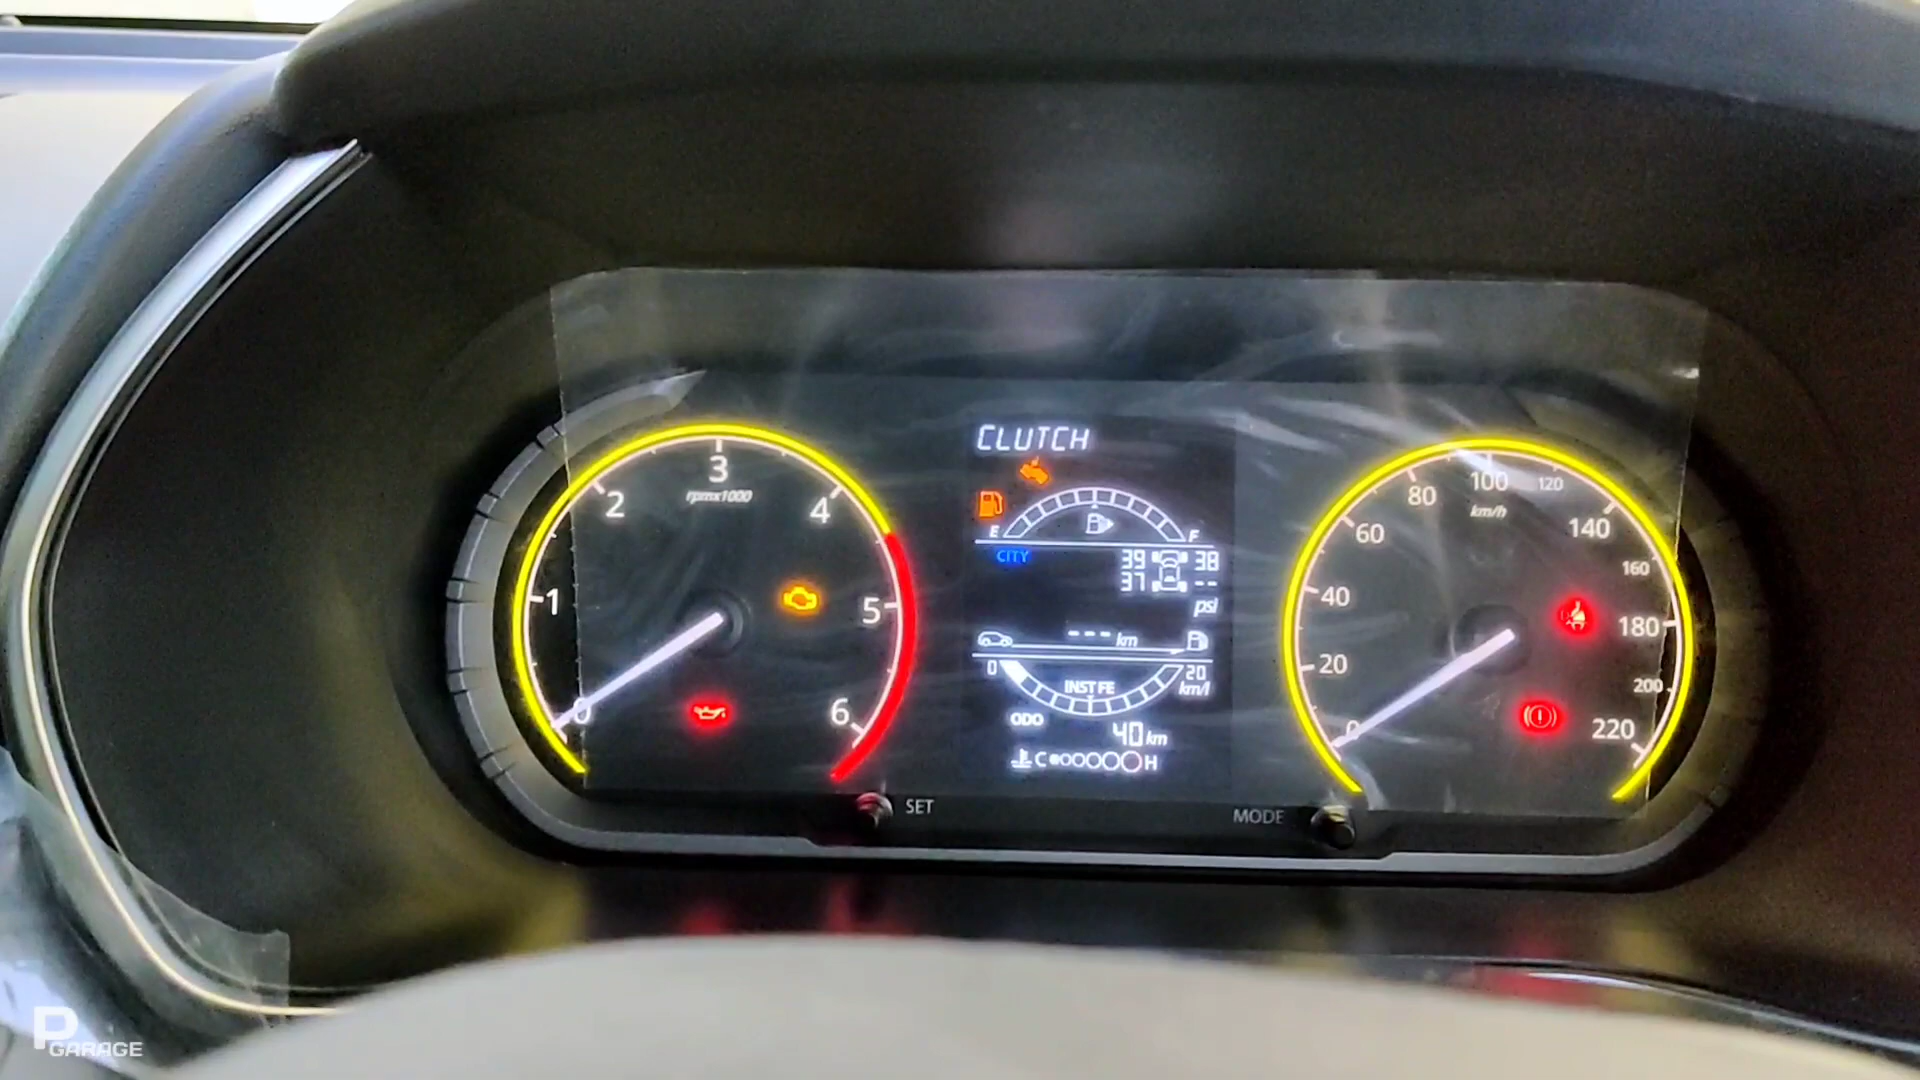 CLUTCH
E F
CITY
39 38
37 --
psi
--- km
0 20
INST FE
km/l
ODO
40 km
C H
0
1
2
3
4
5
6
rpmx1000
0
20
40
60
80
100
120
140
160
180
200
220
km/h
SET
MODE
P
GARAGE